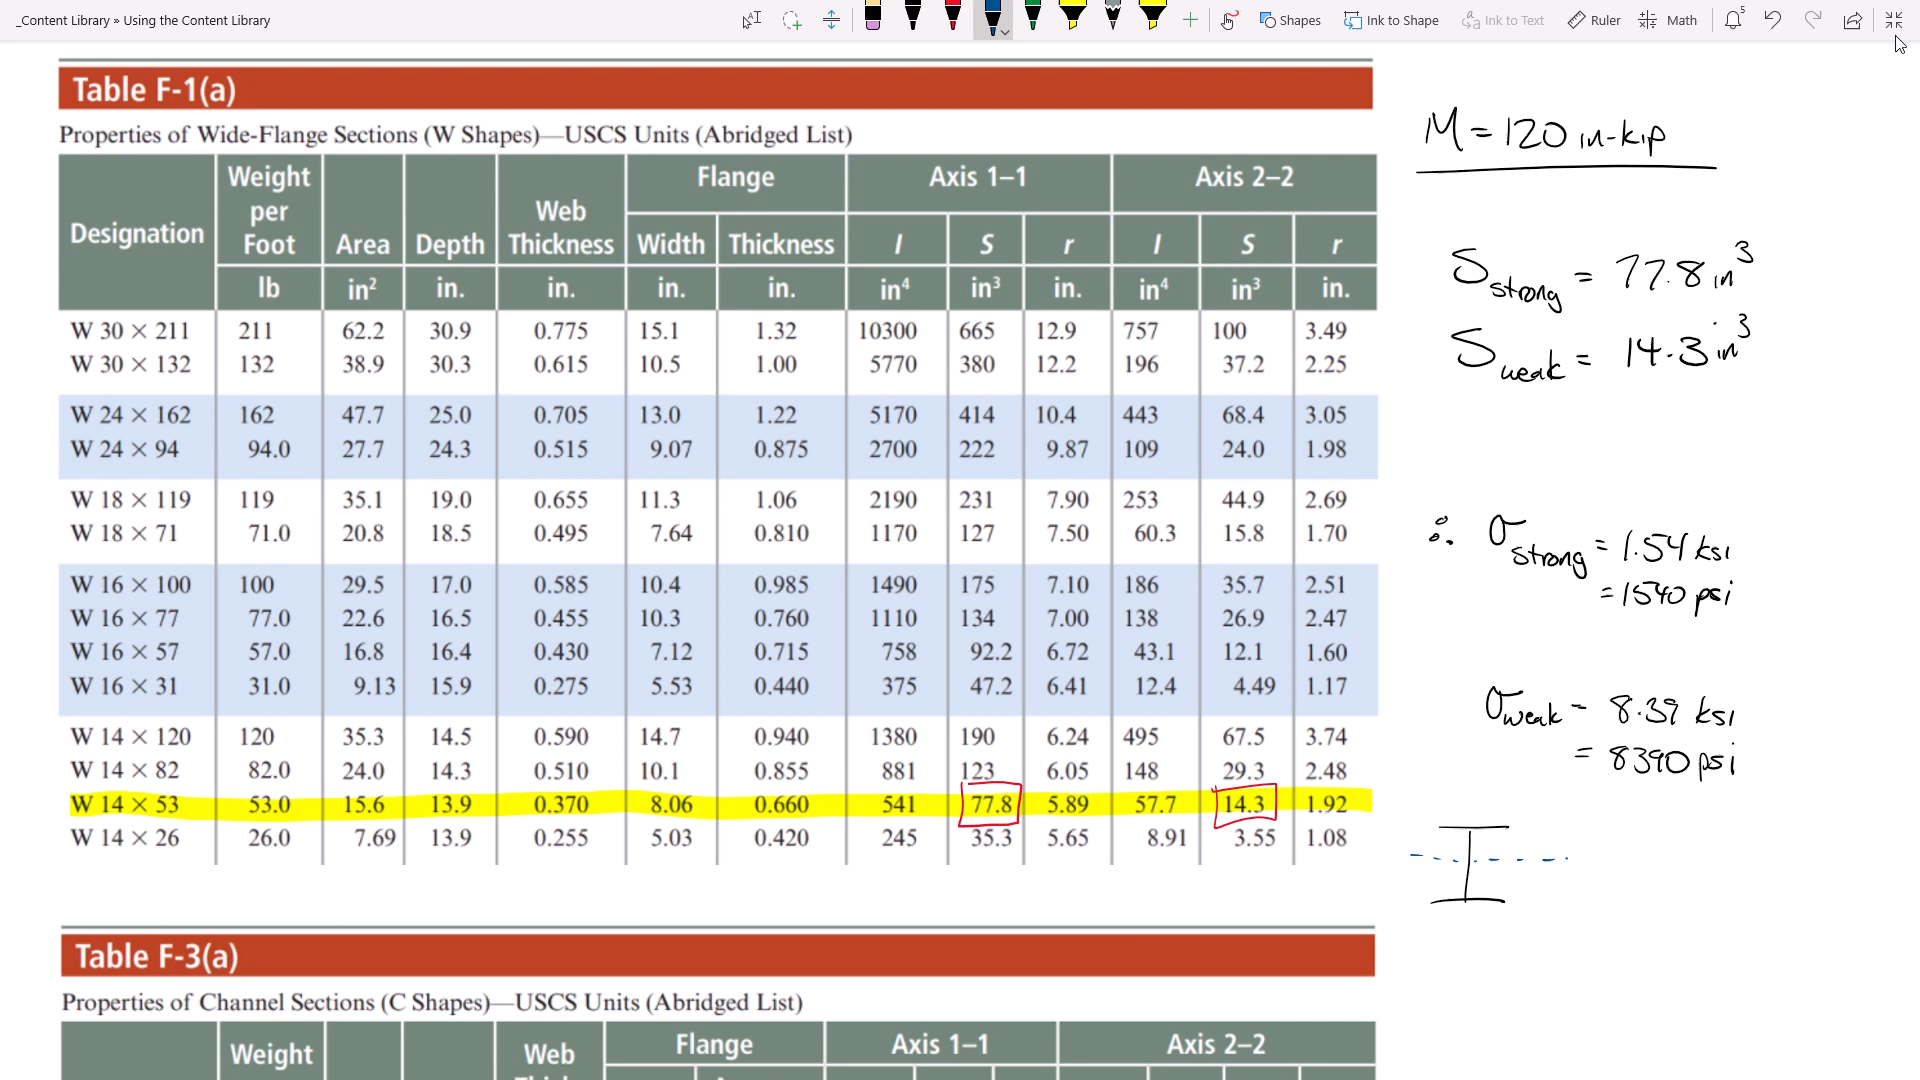 _Content Library » Using the Content Library
Shapes Ink to Shape Ink to Text Ruler Math 5
Table F-1(a)
Properties of Wide-Flange Sections (W Shapes)—USCS Units (Abridged List)
Designation Weight per Foot Area Depth Web Thickness Flange Axis 1–1 Axis 2–2
Width Thickness I S r I S r
lb in² in. in. in. in. in⁴ in³ in. in⁴ in³ in.
W 30 × 211 211 62.2 30.9 0.775 15.1 1.32 10300 665 12.9 757 100 3.49
W 30 × 132 132 38.9 30.3 0.615 10.5 1.00 5770 380 12.2 196 37.2 2.25
W 24 × 162 162 47.7 25.0 0.705 13.0 1.22 5170 414 10.4 443 68.4 3.05
W 24 × 94 94.0 27.7 24.3 0.515 9.07 0.875 2700 222 9.87 109 24.0 1.98
W 18 × 119 119 35.1 19.0 0.655 11.3 1.06 2190 231 7.90 253 44.9 2.69
W 18 × 71 71.0 20.8 18.5 0.495 7.64 0.810 1170 127 7.50 60.3 15.8 1.70
W 16 × 100 100 29.5 17.0 0.585 10.4 0.985 1490 175 7.10 186 35.7 2.51
W 16 × 77 77.0 22.6 16.5 0.455 10.3 0.760 1110 134 7.00 138 26.9 2.47
W 16 × 57 57.0 16.8 16.4 0.430 7.12 0.715 758 92.2 6.72 43.1 12.1 1.60
W 16 × 31 31.0 9.13 15.9 0.275 5.53 0.440 375 47.2 6.41 12.4 4.49 1.17
W 14 × 120 120 35.3 14.5 0.590 14.7 0.940 1380 190 6.24 495 67.5 3.74
W 14 × 82 82.0 24.0 14.3 0.510 10.1 0.855 881 123 6.05 148 29.3 2.48
W 14 × 53 53.0 15.6 13.9 0.370 8.06 0.660 541 77.8 5.89 57.7 14.3 1.92
W 14 × 26 26.0 7.69 13.9 0.255 5.03 0.420 245 35.3 5.65 8.91 3.55 1.08
M = 120 in-kip
S strong = 77.8 in³
S weak = 14.3 in³
∴ σ strong = 1.54 ksi
= 1540 psi
σ weak = 8.39 ksi
= 8390 psi
Table F-3(a)
Properties of Channel Sections (C Shapes)—USCS Units (Abridged List)
Weight Web Flange Axis 1–1 Axis 2–2